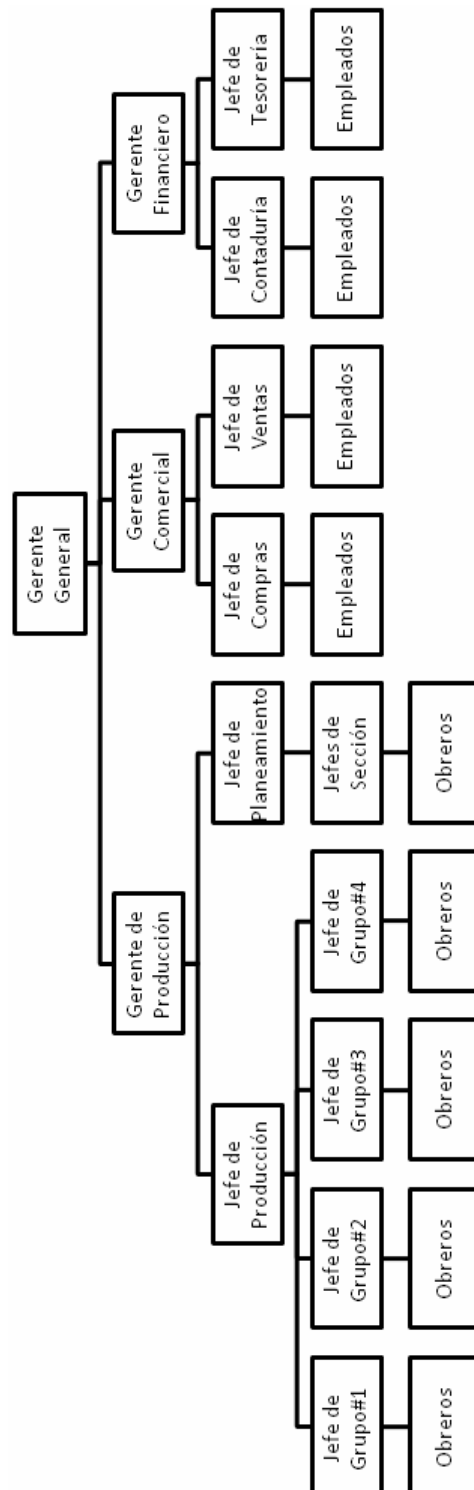 Gerente
General
Gerente de
Producción
Gerente
Comercial
Gerente
Financiero
Jefe de
Producción
Jefe de
Planeamiento
Jefe de
Compras
Jefe de
Ventas
Jefe de
Contaduría
Jefe de
Tesorería
Jefe de
Grupo#1
Jefe de
Grupo#2
Jefe de
Grupo#3
Jefe de
Grupo#4
Jefes de
Sección
Empleados
Empleados
Empleados
Empleados
Obreros
Obreros
Obreros
Obreros
Obreros